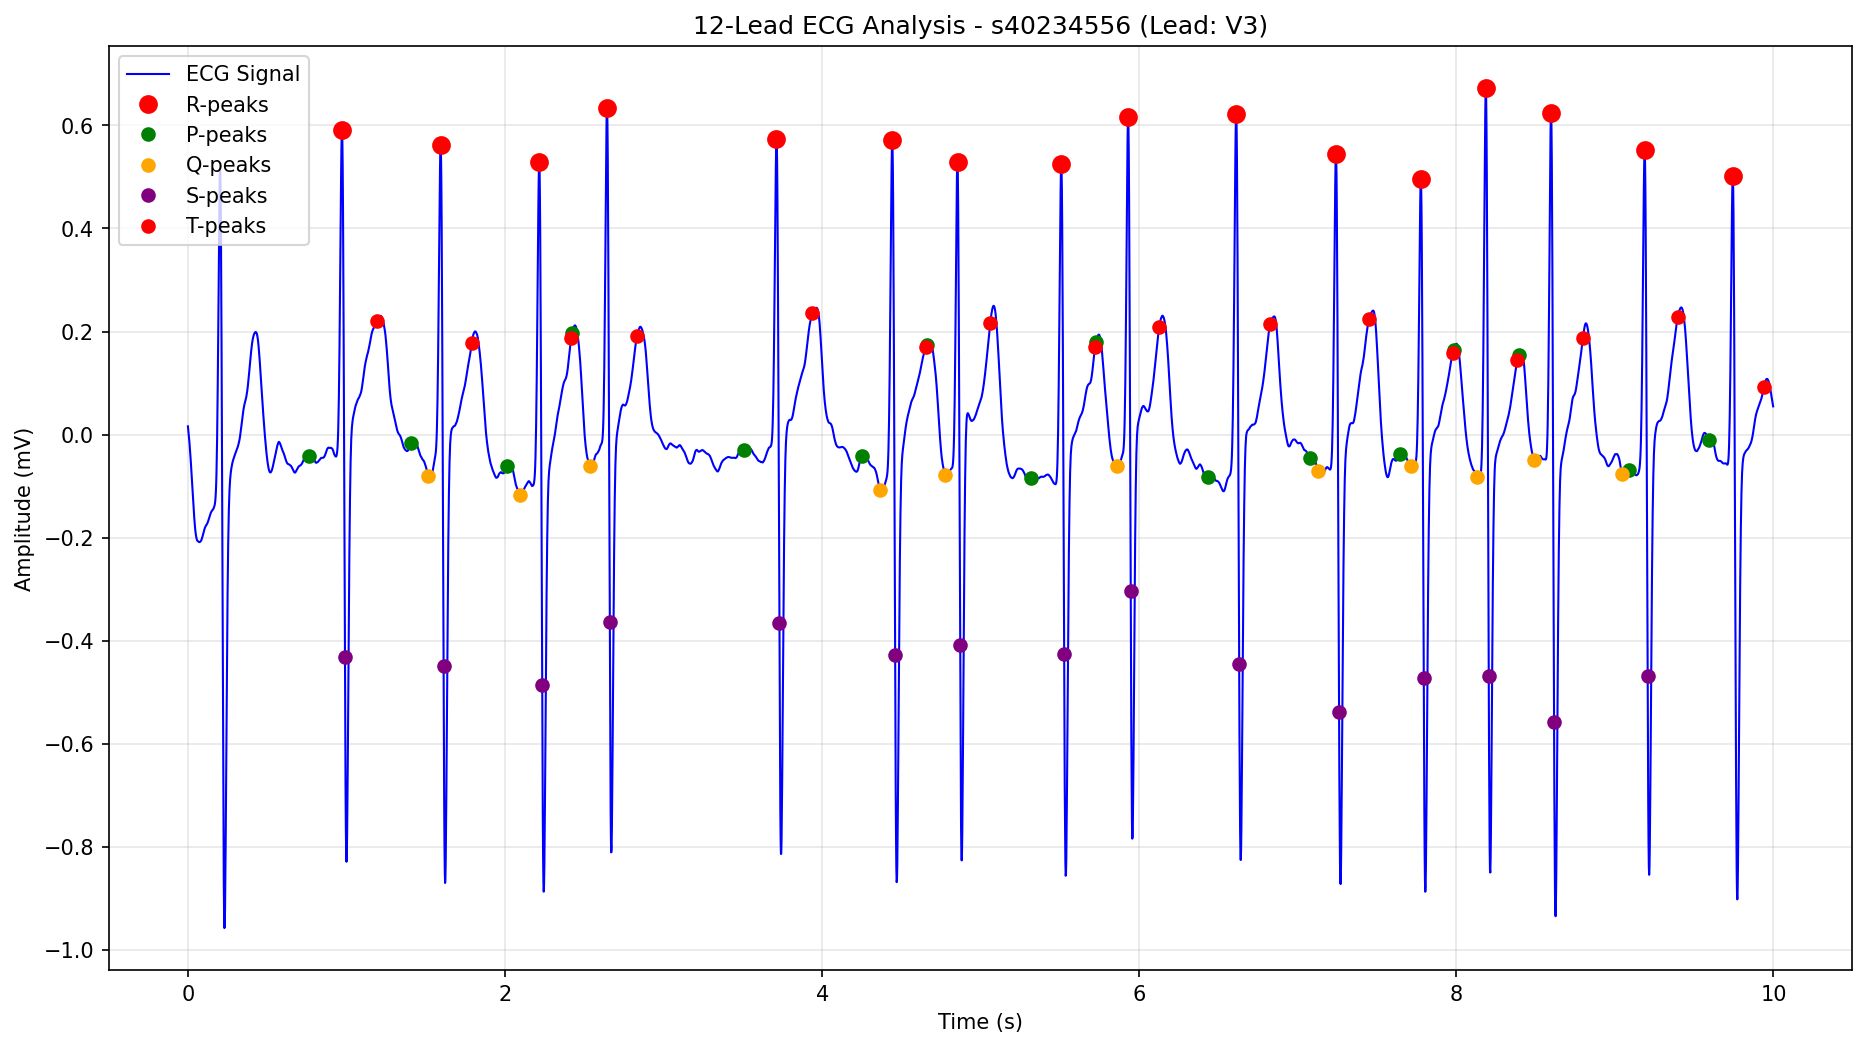 12-Lead ECG Analysis - s40234556 (Lead: V3)
ECG Signal
R-peaks
P-peaks
Q-peaks
S-peaks
T-peaks
Amplitude (mV)
0.6
0.4
0.2
0.0
−0.2
−0.4
−0.6
−0.8
−1.0
0 2 4 6 8 10
Time (s)